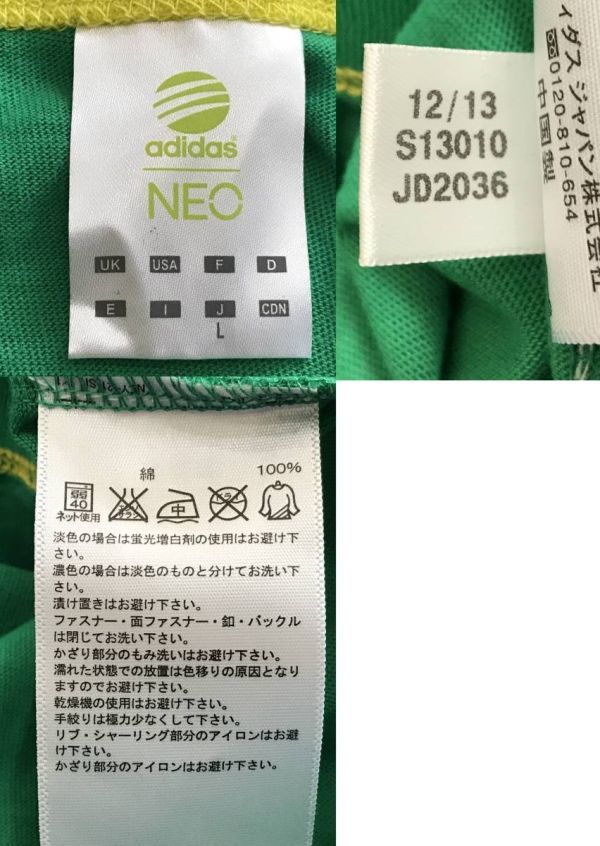 adidas
NEO
UK USA F D
E I J CDN
L
12/13
S13010
JD2036
ィダス ジャパン株式会社
0120-810-654
中国製
綿 100%
弱
40
ネット使用
エンソサラシ
中
ドライ
淡色の場合は蛍光増白剤の使用はお避け下
さい。
濃色の場合は淡色のものと分けてお洗い下
さい。
漬け置きはお避け下さい。
ファスナー・面ファスナー・釦・バックル
は閉じてお洗い下さい。
かざり部分のもみ洗いはお避け下さい。
濡れた状態での放置は色移りの原因となり
ますのでお避け下さい。
乾燥機の使用はお避け下さい。
手絞りは極力少なくして下さい。
リブ・シャーリング部分のアイロンはお避
け下さい。
かざり部分のアイロンはお避け下さい。